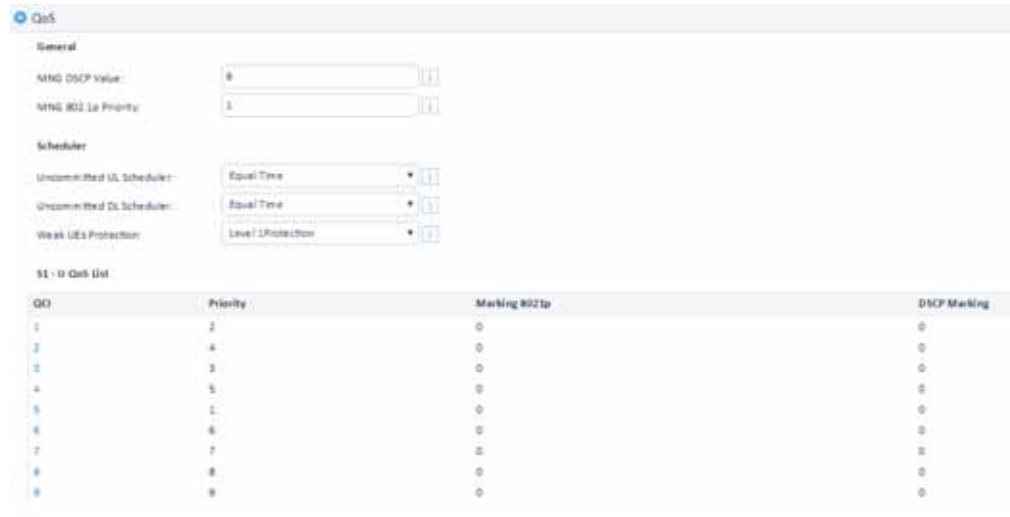 QoS
General
MNG DSCP Value:
MNG 802.1p Priority: 1
Scheduler
Uncommitted UL Scheduler: Equal Time
Uncommitted DL Scheduler: Equal Time
Weak UEs Protection: Level 1Protection
S1 - U QoS List
QCI Priority Marking 8021p DSCP Marking
1 2 0 0
2 4 0 0
3 3 0 0
4 5 0 0
5 1 0 0
6 6 0 0
7 7 0 0
8 8 0 0
9 9 0 0